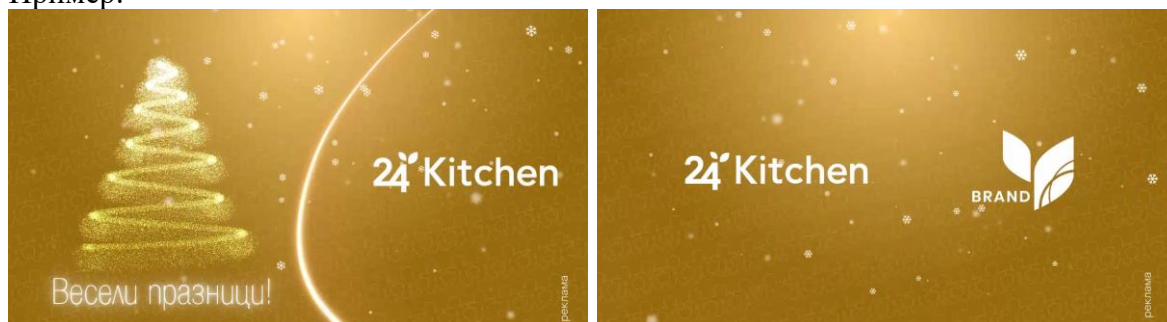 Пример:
24 Kitchen
Весели празници!
реклама
24 Kitchen
BRAND
реклама